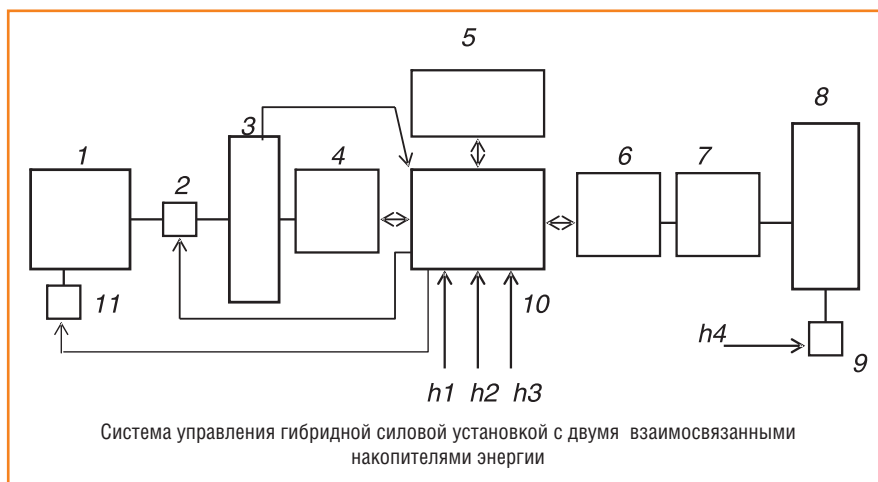 5
8
3
1
4
6
7
2
11
10
h4
9
h1 h2 h3
Система управления гибридной силовой установкой с двумя взаимосвязанными
накопителями энергии